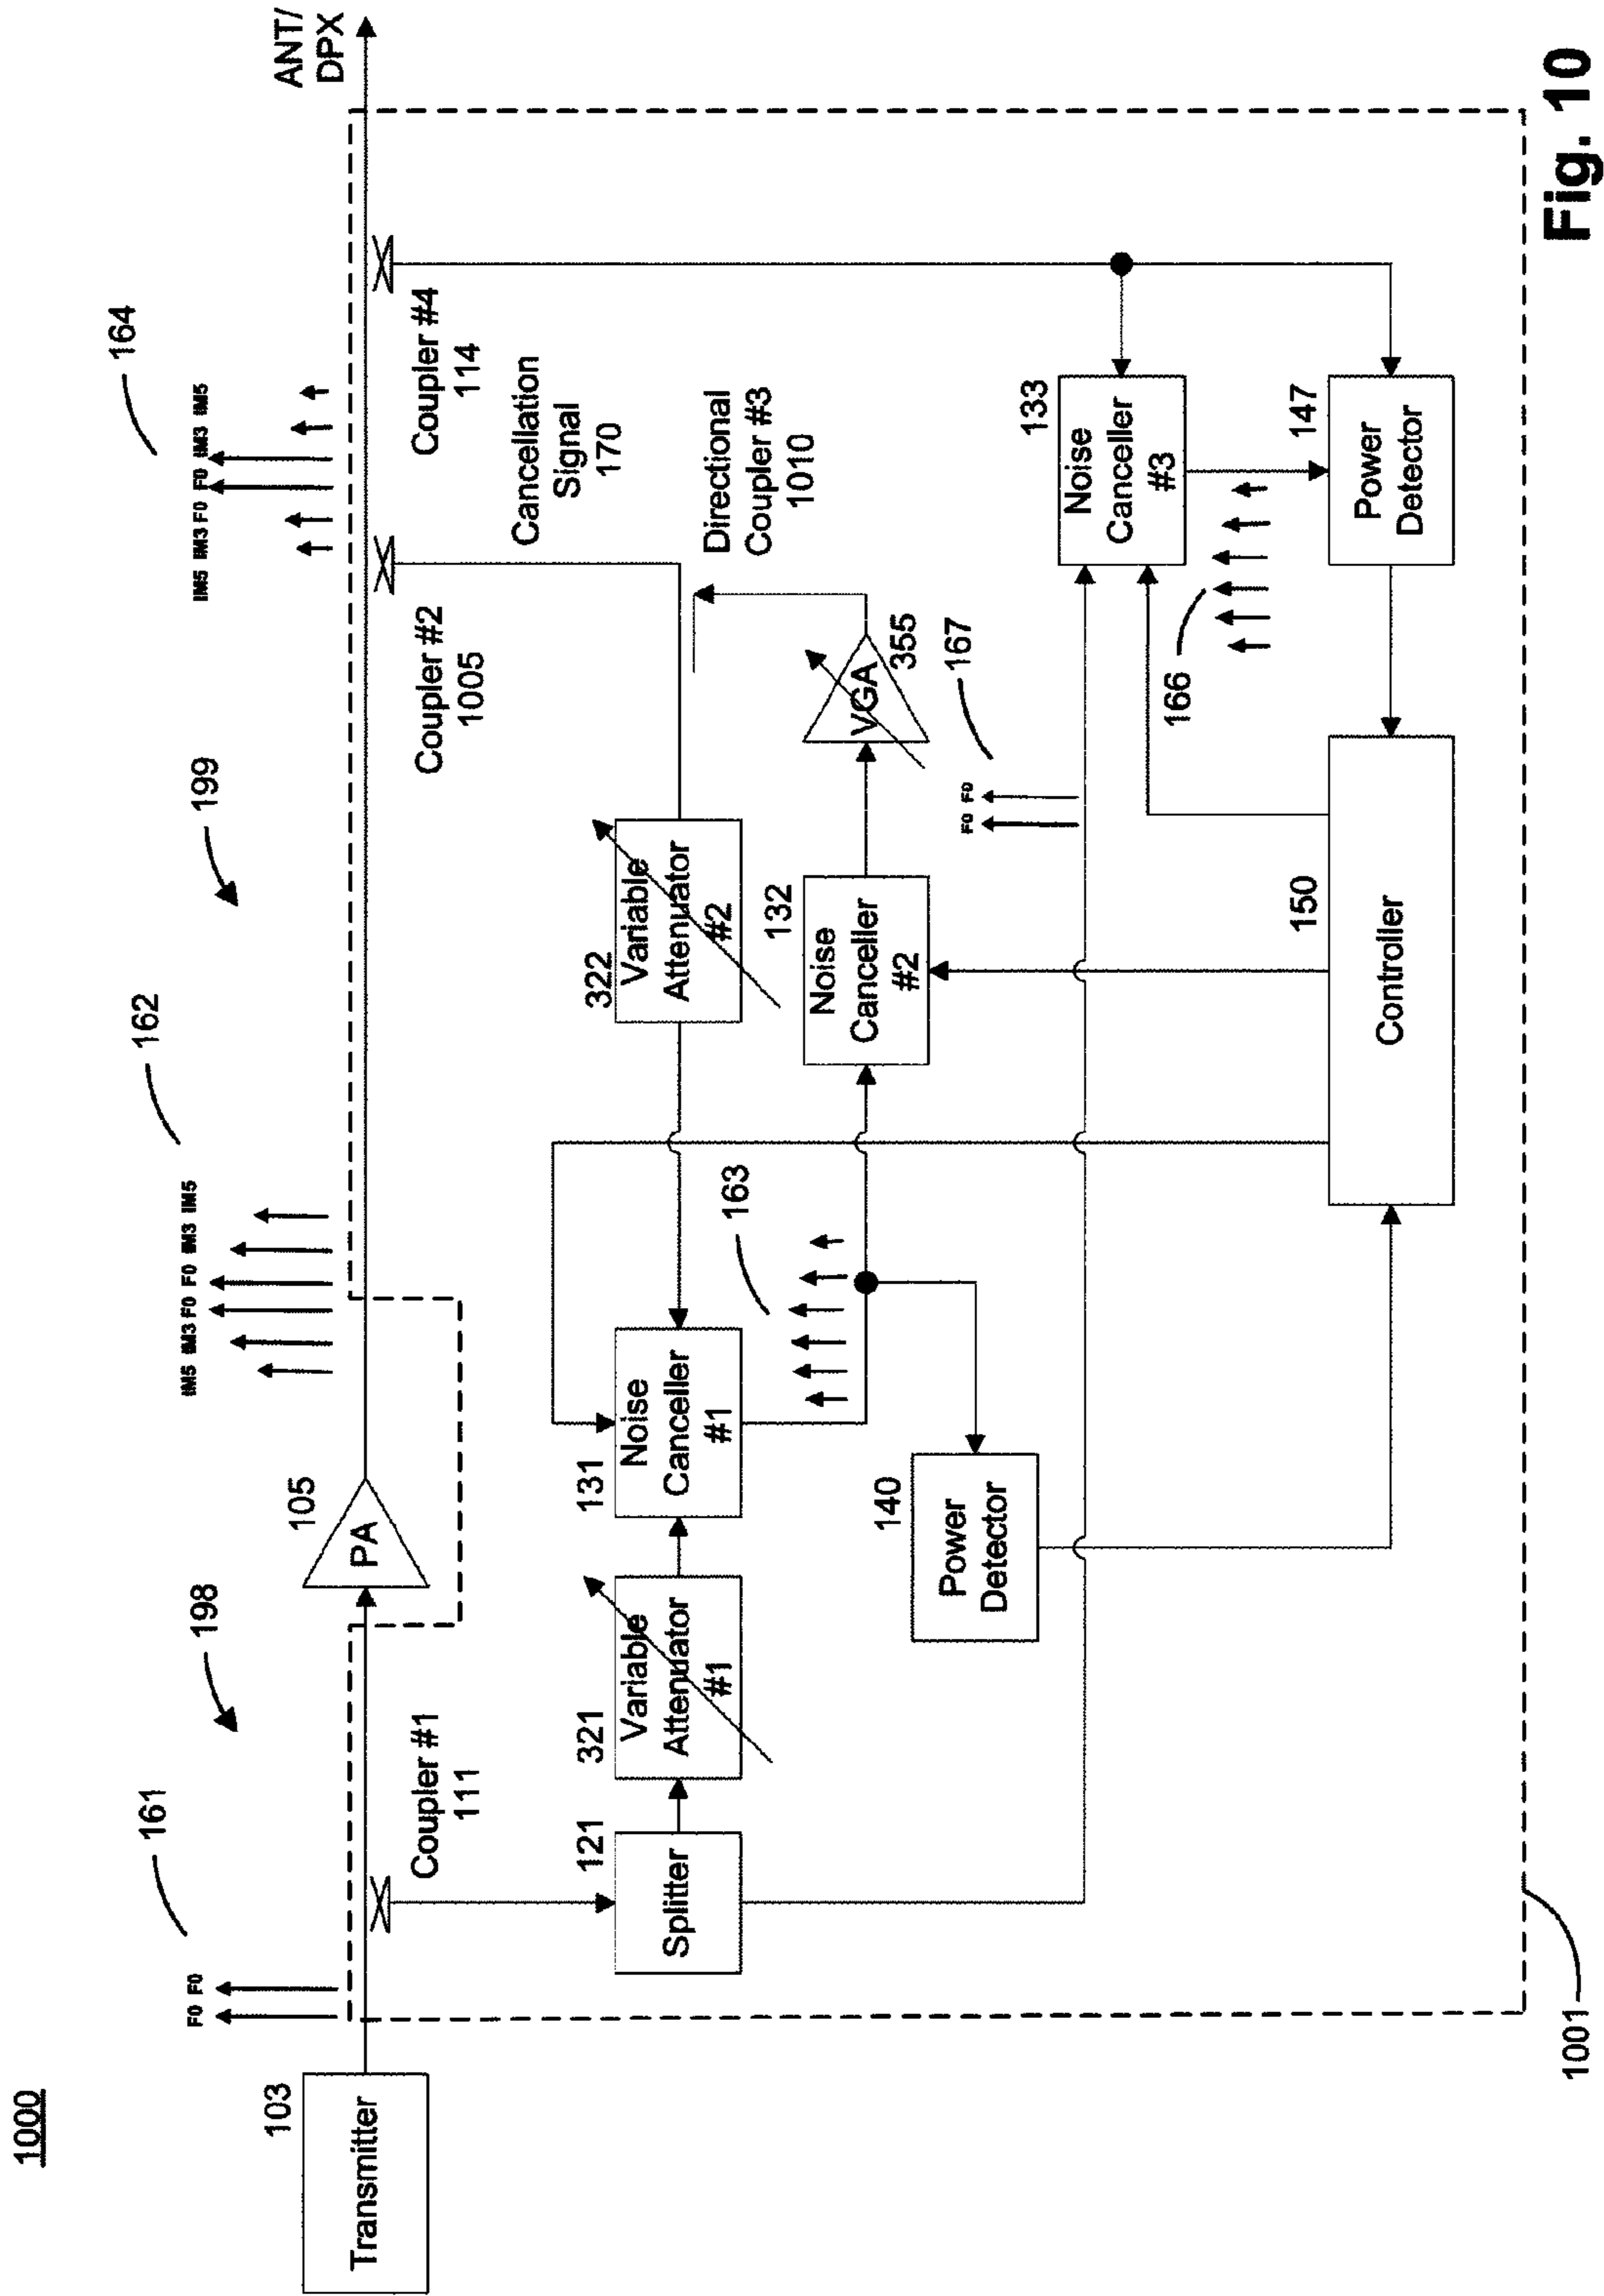 1000
161
F0 F0
198
162
IM5 IM3 F0 F0 IM3 IM5
199
164
IM5 IM3 F0 F0 IM3 IM5
ANT/
DPX
103
Transmitter
105
PA
Coupler #1
111
Coupler #2
1005
Coupler #4
114
Cancellation
Signal
170
121
Splitter
321
Variable
Attenuator
#1
131
Noise
Canceller
#1
322
Variable
Attenuator
#2
Directional
Coupler #3
1010
163
132
Noise
Canceller
#2
VGA
355
140
Power
Detector
167
F0 F0
133
Noise
Canceller
#3
166
150
Controller
147
Power
Detector
1001
Fig. 10